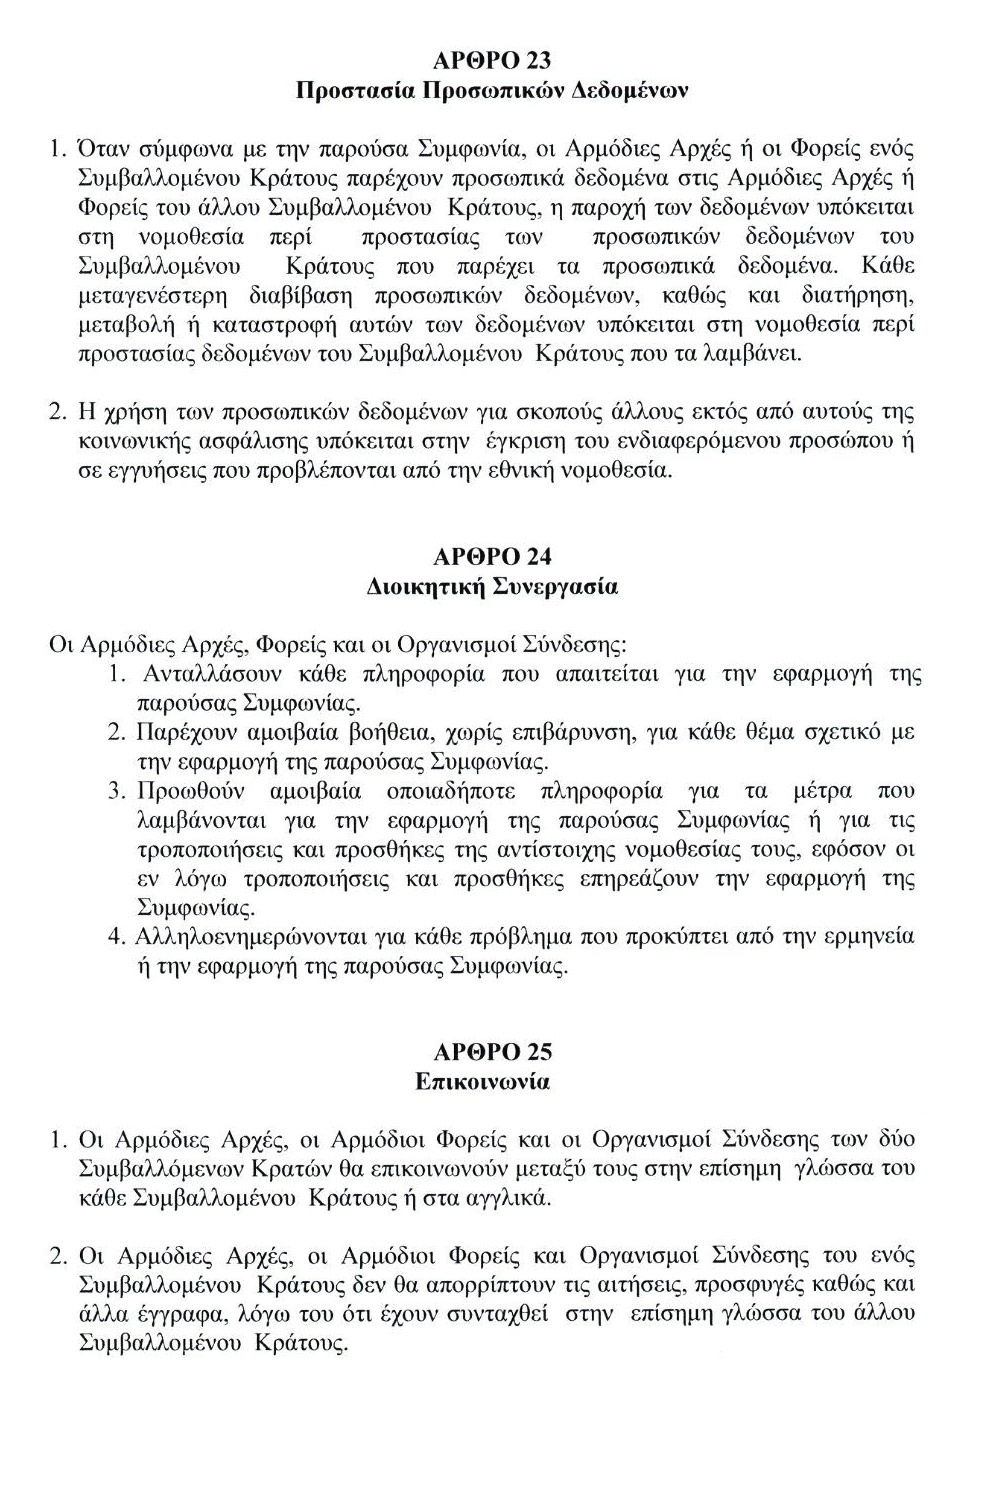 ΑΡΘΡΟ 23
Προστασία Προσωπικών Δεδομένων
1. Όταν σύμφωνα με την παρούσα Συμφωνία, οι Αρμόδιες Αρχές ή οι Φορείς ενός
Συμβαλλομένου Κράτους παρέχουν προσωπικά δεδομένα στις Αρμόδιες Αρχές ή
Φορείς του άλλου Συμβαλλομένου Κράτους, η παροχή των δεδομένων υπόκειται
στη νομοθεσία περί προστασίας των προσωπικών δεδομένων του
Συμβαλλομένου Κράτους που παρέχει τα προσωπικά δεδομένα. Κάθε
μεταγενέστερη διαβίβαση προσωπικών δεδομένων, καθώς και διατήρηση,
μεταβολή ή καταστροφή αυτών των δεδομένων υπόκειται στη νομοθεσία περί
προστασίας δεδομένων του Συμβαλλομένου Κράτους που τα λαμβάνει.
2. Η χρήση των προσωπικών δεδομένων για σκοπούς άλλους εκτός από αυτούς της
κοινωνικής ασφάλισης υπόκειται στην έγκριση του ενδιαφερόμενου προσώπου ή
σε εγγυήσεις που προβλέπονται από την εθνική νομοθεσία.
ΑΡΘΡΟ 24
Διοικητική Συνεργασία
Οι Αρμόδιες Αρχές, Φορείς και οι Οργανισμοί Σύνδεσης:
1. Ανταλλάσουν κάθε πληροφορία που απαιτείται για την εφαρμογή της
παρούσας Συμφωνίας.
2. Παρέχουν αμοιβαία βοήθεια, χωρίς επιβάρυνση, για κάθε θέμα σχετικό με
την εφαρμογή της παρούσας Συμφωνίας.
3. Προωθούν αμοιβαία οποιαδήποτε πληροφορία για τα μέτρα που
λαμβάνονται για την εφαρμογή της παρούσας Συμφωνίας ή για τις
τροποποιήσεις και προσθήκες της αντίστοιχης νομοθεσίας τους, εφόσον οι
εν λόγω τροποποιήσεις και προσθήκες επηρεάζουν την εφαρμογή της
Συμφωνίας.
4. Αλληλοενημερώνονται για κάθε πρόβλημα που προκύπτει από την ερμηνεία
ή την εφαρμογή της παρούσας Συμφωνίας.
ΑΡΘΡΟ 25
Επικοινωνία
1. Οι Αρμόδιες Αρχές, οι Αρμόδιοι Φορείς και οι Οργανισμοί Σύνδεσης των δύο
Συμβαλλόμενων Κρατών θα επικοινωνούν μεταξύ τους στην επίσημη γλώσσα του
κάθε Συμβαλλομένου Κράτους ή στα αγγλικά.
2. Οι Αρμόδιες Αρχές, οι Αρμόδιοι Φορείς και Οργανισμοί Σύνδεσης του ενός
Συμβαλλομένου Κράτους δεν θα απορρίπτουν τις αιτήσεις, προσφυγές καθώς και
άλλα έγγραφα, λόγω του ότι έχουν συνταχθεί στην επίσημη γλώσσα του άλλου
Συμβαλλομένου Κράτους.